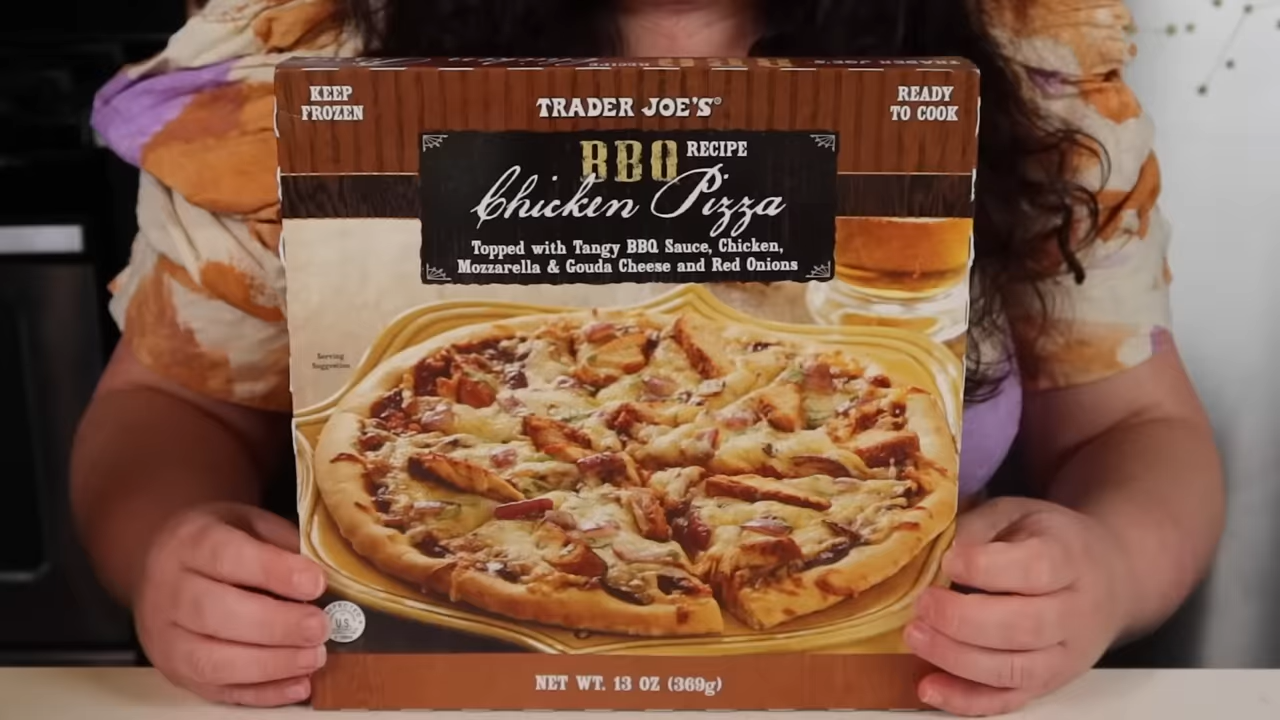 KEEP
FROZEN
TRADER JOE'S®
READY
TO COOK
BBQ RECIPE
Chicken Pizza
Topped with Tangy BBQ Sauce, Chicken,
Mozzarella & Gouda Cheese and Red Onions
Serving
Suggestion
U.S.
NET WT. 13 OZ (369g)